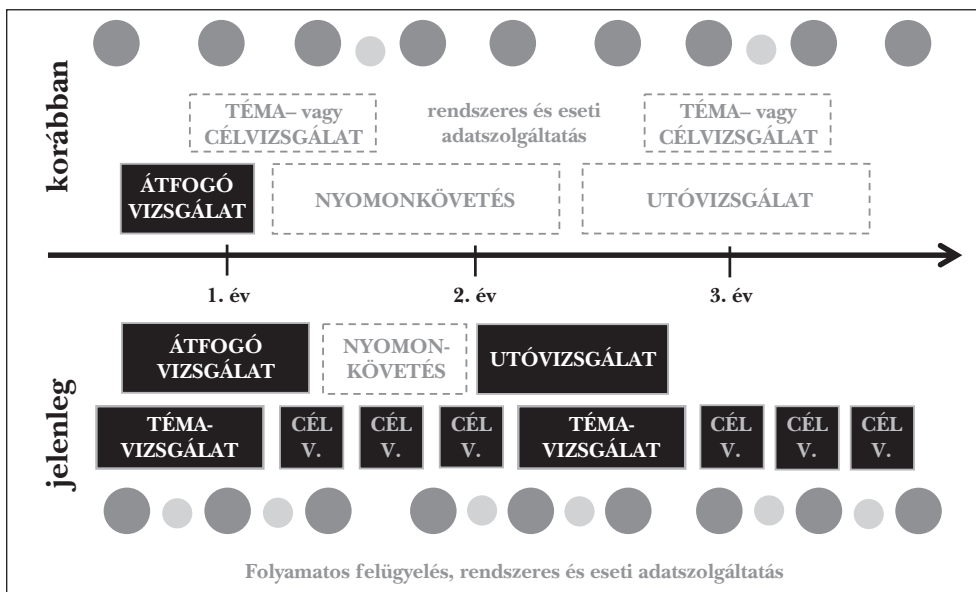 korábban
TÉMA– vagy
CÉLVIZSGÁLAT
rendszeres és eseti
adatszolgáltatás
TÉMA– vagy
CÉLVIZSGÁLAT
ÁTFOGÓ
VIZSGÁLAT
NYOMONKÖVETÉS
UTÓVIZSGÁLAT
1. év
2. év
3. év
jelenleg
ÁTFOGÓ
VIZSGÁLAT
NYOMON-
KÖVETÉS
UTÓVIZSGÁLAT
TÉMA-
VIZSGÁLAT
CÉL
V.
CÉL
V.
CÉL
V.
TÉMA-
VIZSGÁLAT
CÉL
V.
CÉL
V.
CÉL
V.
Folyamatos felügyelés, rendszeres és eseti adatszolgáltatás